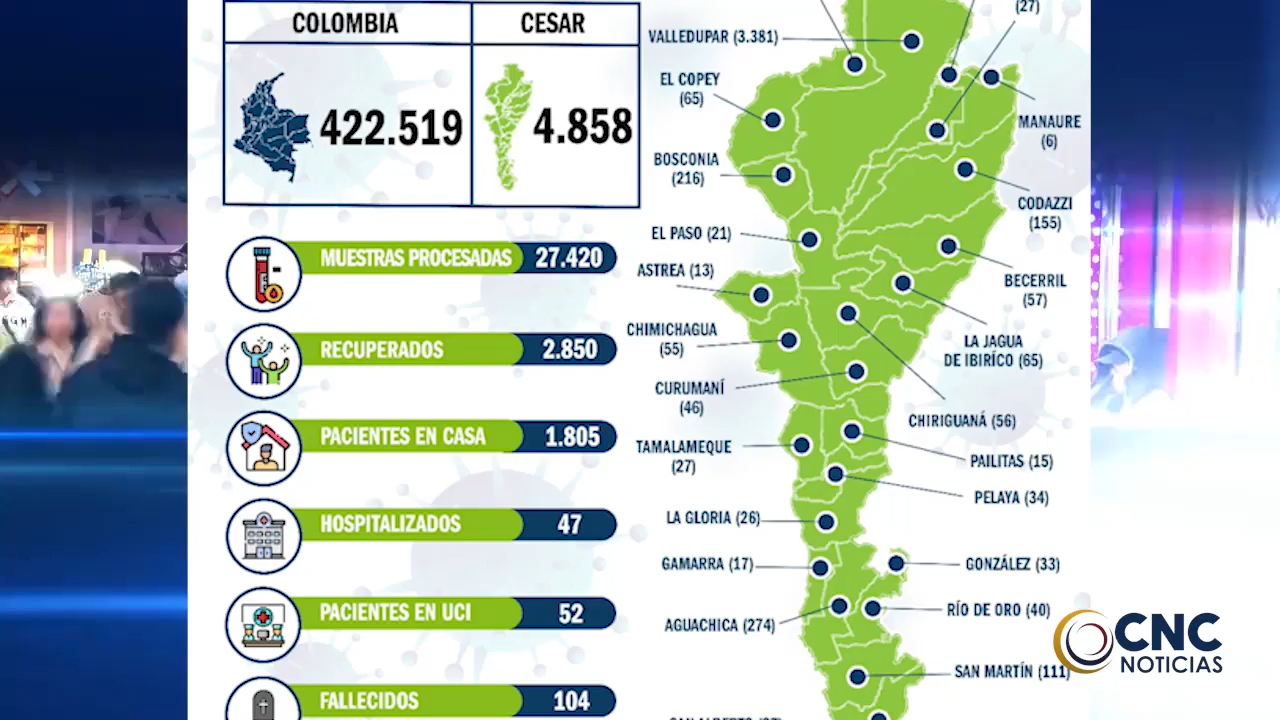 COLOMBIA
422.519
CESAR
4.858
MUESTRAS PROCESADAS 27.420
RECUPERADOS 2.850
PACIENTES EN CASA 1.805
HOSPITALIZADOS 47
PACIENTES EN UCI 52
FALLECIDOS 104
(27)
VALLEDUPAR (3.381)
EL COPEY
(65)
MANAURE
(6)
BOSCONIA
(216)
CODAZZI
(155)
EL PASO (21)
ASTREA (13)
BECERRIL
(57)
CHIMICHAGUA
(55)
LA JAGUA
DE IBIRÍCO (65)
CURUMANÍ
(46)
CHIRIGUANÁ (56)
TAMALAMEQUE
(27)
PAILITAS (15)
PELAYA (34)
LA GLORIA (26)
GAMARRA (17)
GONZÁLEZ (33)
RÍO DE ORO (40)
AGUACHICA (274)
SAN MARTÍN (111)
CNC
NOTICIAS